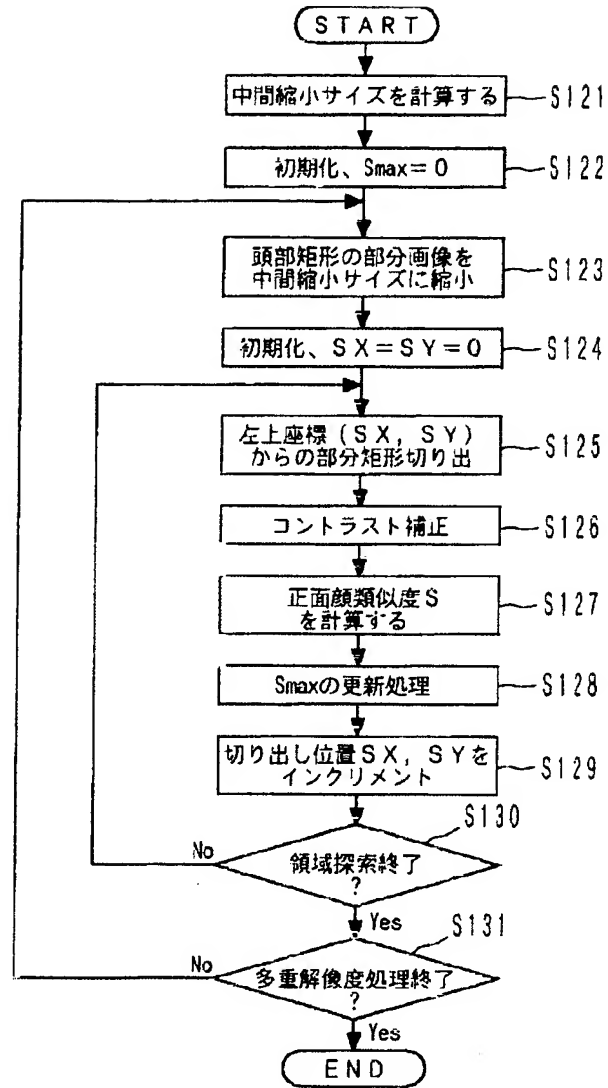 START
中間縮小サイズを計算する
S121
初期化、Smax=0
S122
頭部矩形の部分画像を
中間縮小サイズに縮小
S123
初期化、SX=SY=0
S124
左上座標(SX,SY)
からの部分矩形切り出
S125
コントラスト補正
S126
正面顔類似度S
を計算する
S127
Smaxの更新処理
S128
切り出し位置SX,SYを
インクリメント
S129
S130
No
領域探索終了
?
Yes
S131
No
多重解像度処理終了
?
Yes
END